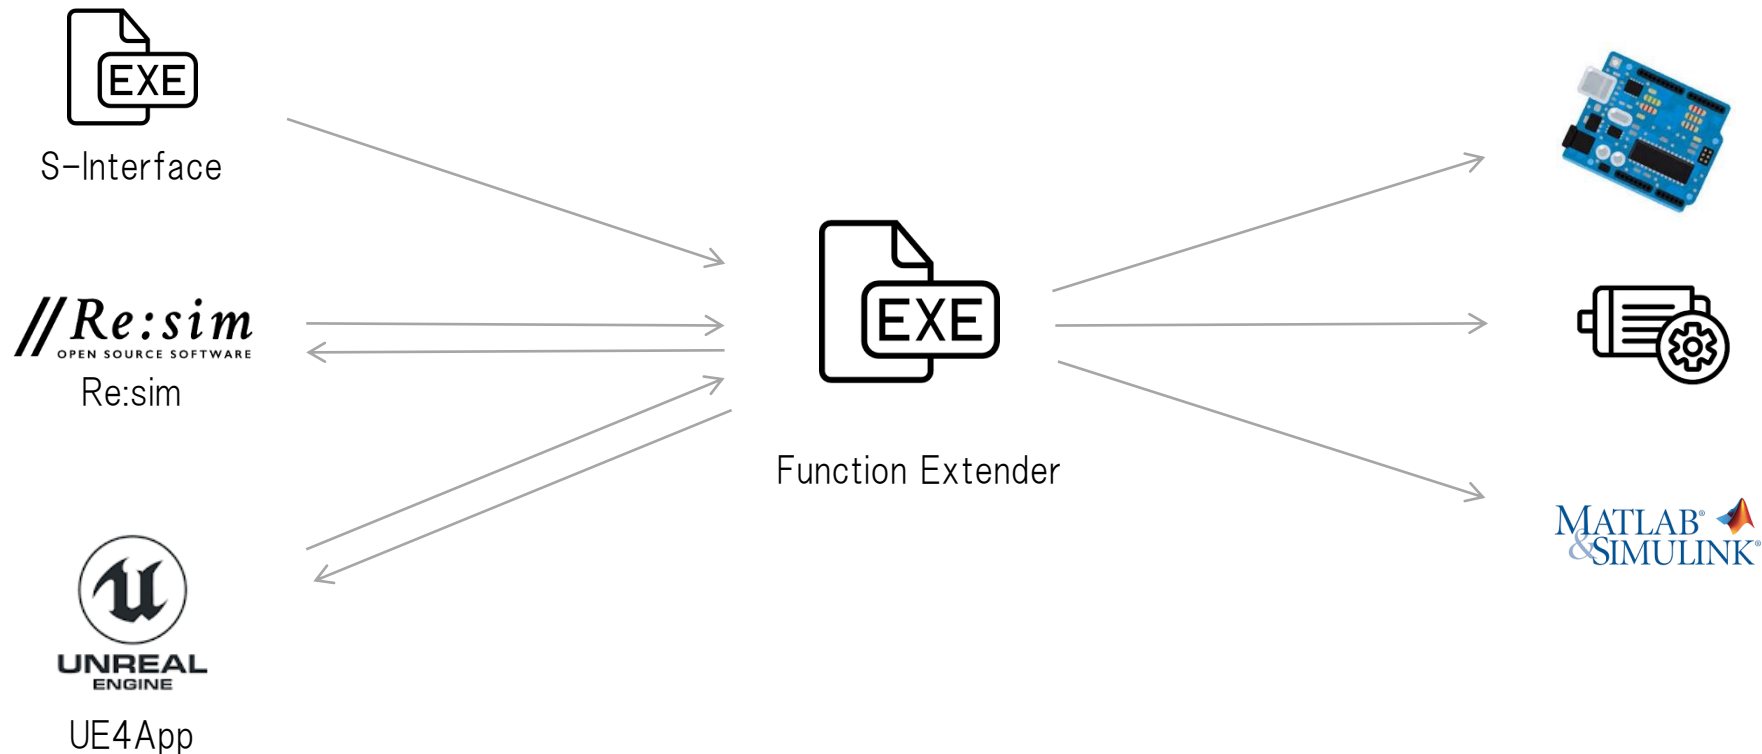 EXE
S-Interface
//Re:sim
OPEN SOURCE SOFTWARE
Re:sim
UNREAL
ENGINE
UE4App
EXE
Function Extender
MATLAB®
&SIMULINK®